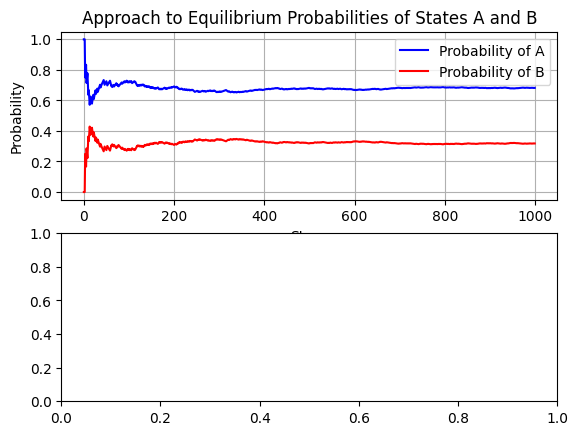 Approach to Equilibrium Probabilities of States A and B
1.0
0.8
0.6
0.4
0.2
0.0
Probability
Probability of A
Probability of B
0 200 400 600 800 1000
1.0
0.8
0.6
0.4
0.2
0.0
0.0 0.2 0.4 0.6 0.8 1.0